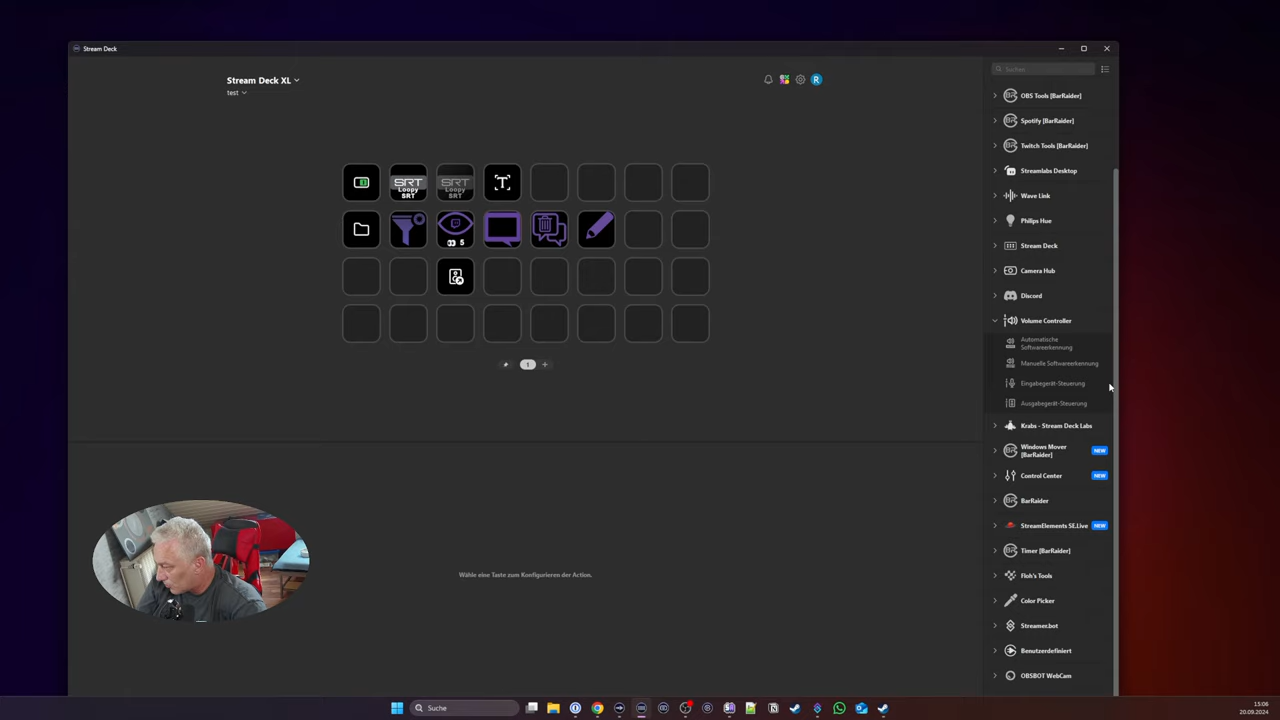 Stream Deck
Stream Deck XL
test
R
Suchen
SRT
Loopy
SRT
SRT
Loopy
SRT
T
5
1
Wähle eine Taste zum Konfigurieren der Action.
OBS Tools [BarRaider]
Spotify [BarRaider]
Twitch Tools [BarRaider]
Streamlabs Desktop
Wave Link
Philips Hue
Stream Deck
Camera Hub
Discord
Volume Controller
Automatische
Softwareerkennung
Manuelle Softwareerkennung
Eingabegerät-Steuerung
Ausgabegerät-Steuerung
Krabs - Stream Deck Labs
Windows Mover
[BarRaider]
NEW
Control Center
NEW
BarRaider
StreamElements SE.Live
NEW
Timer [BarRaider]
Floh's Tools
Color Picker
Streamer.bot
Benutzerdefiniert
OBSBOT WebCam
Suche
15:06
20.09.2024